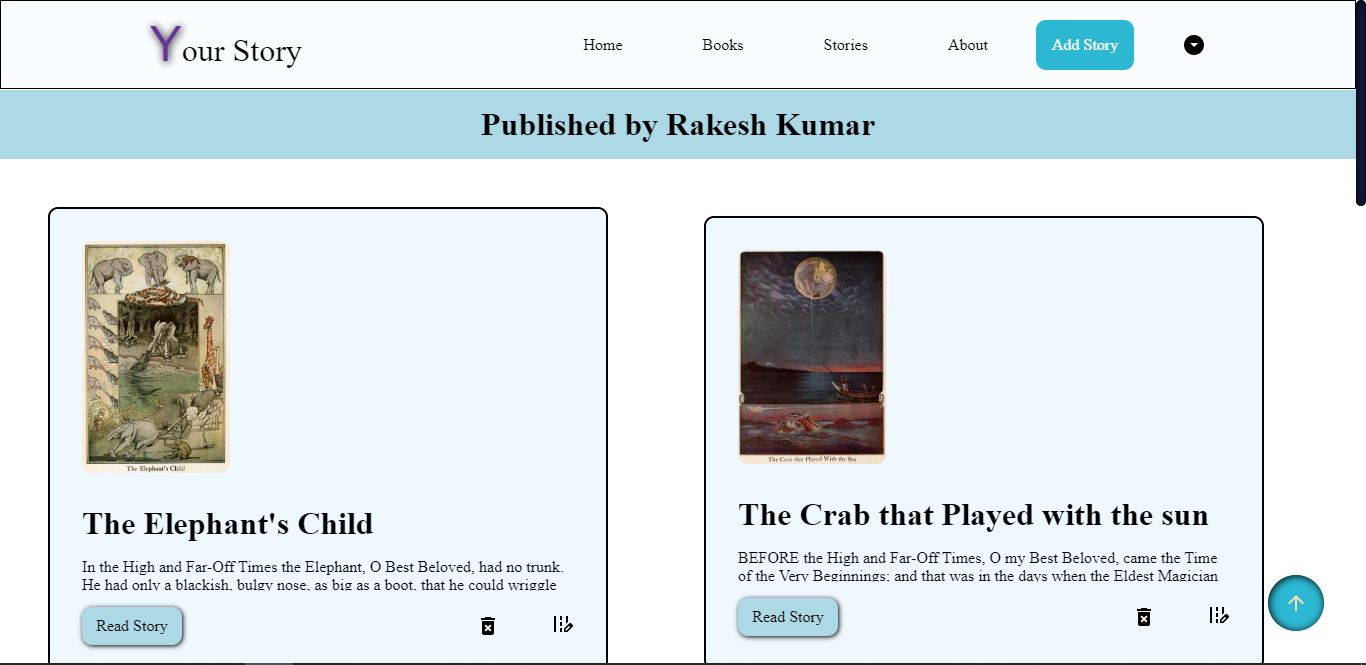 Your Story
Home
Books
Stories
About
Add Story
Published by Rakesh Kumar
The Elephant's Child
The Elephant's Child
In the High and Far-Off Times the Elephant, O Best Beloved, had no trunk.
He had only a blackish, bulgy nose, as big as a boot, that he could wriggle
Read Story
The Crab that Played With the Sea
The Crab that Played with the sun
BEFORE the High and Far-Off Times, O my Best Beloved, came the Time
of the Very Beginnings; and that was in the days when the Eldest Magician
Read Story